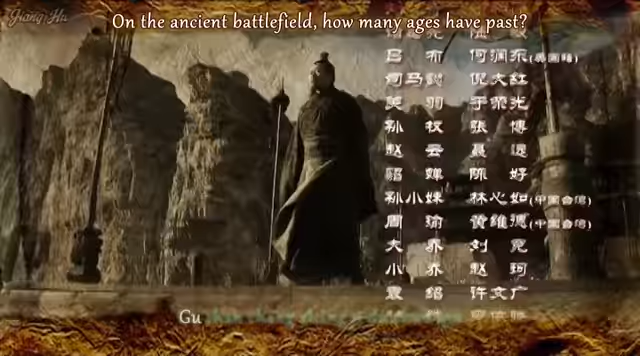 Jiang Hu
On the ancient battlefield, how many ages have past?
吕 布 何润东(美国籍)
司马懿 倪大红
关 羽 于荣光
孙 权 张 博
赵 云 聂 远
貂 蝉 陈 好
孙小妹 林心如(中国台湾)
周 瑜 黄维德(中国台湾)
大 乔 刘
小 乔 赵 珂
袁 绍 许文广
Gu